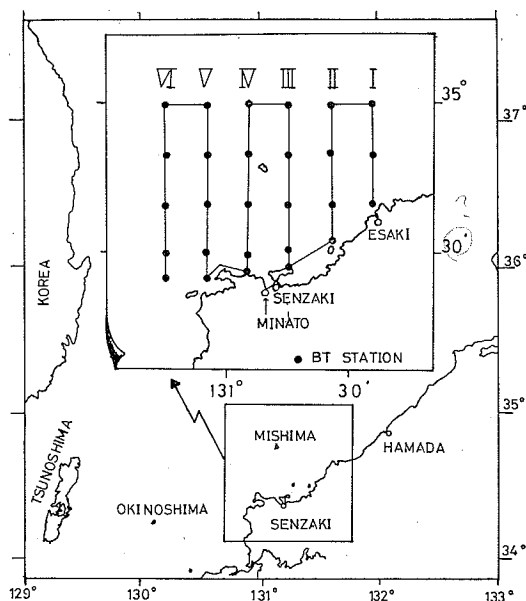 VI V IV III II I
35°
37°
ESAKI
30'
36°
KOREA
SENZAKI
MINATO
BT STATION
131° 30'
35°
MISHIMA
HAMADA
TSUNOSHIMA
OKINOSHIMA
SENZAKI
34°
129° 130° 131° 132° 133°